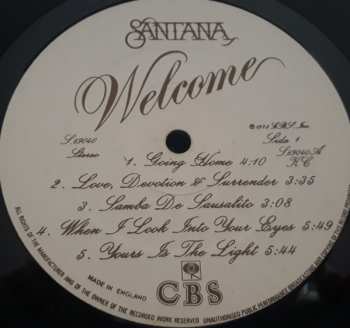 SANTANA
Welcome
S 69040
Stereo
℗ 1973 CBS, Inc.
Side 1
S 69040 A
KC
1. Going Home 4:10
2. Love, Devotion & Surrender 3:35
3. Samba De Sausalito 3:08
4. When I Look Into Your Eyes 5:49
5. Yours Is The Light 5:44
MADE IN ENGLAND
CBS
ALL RIGHTS OF THE MANUFACTURER AND OF THE OWNER OF THE RECORDED WORK RESERVED UNAUTHORISED PUBLIC PERFORMANCE BROADCASTING AND